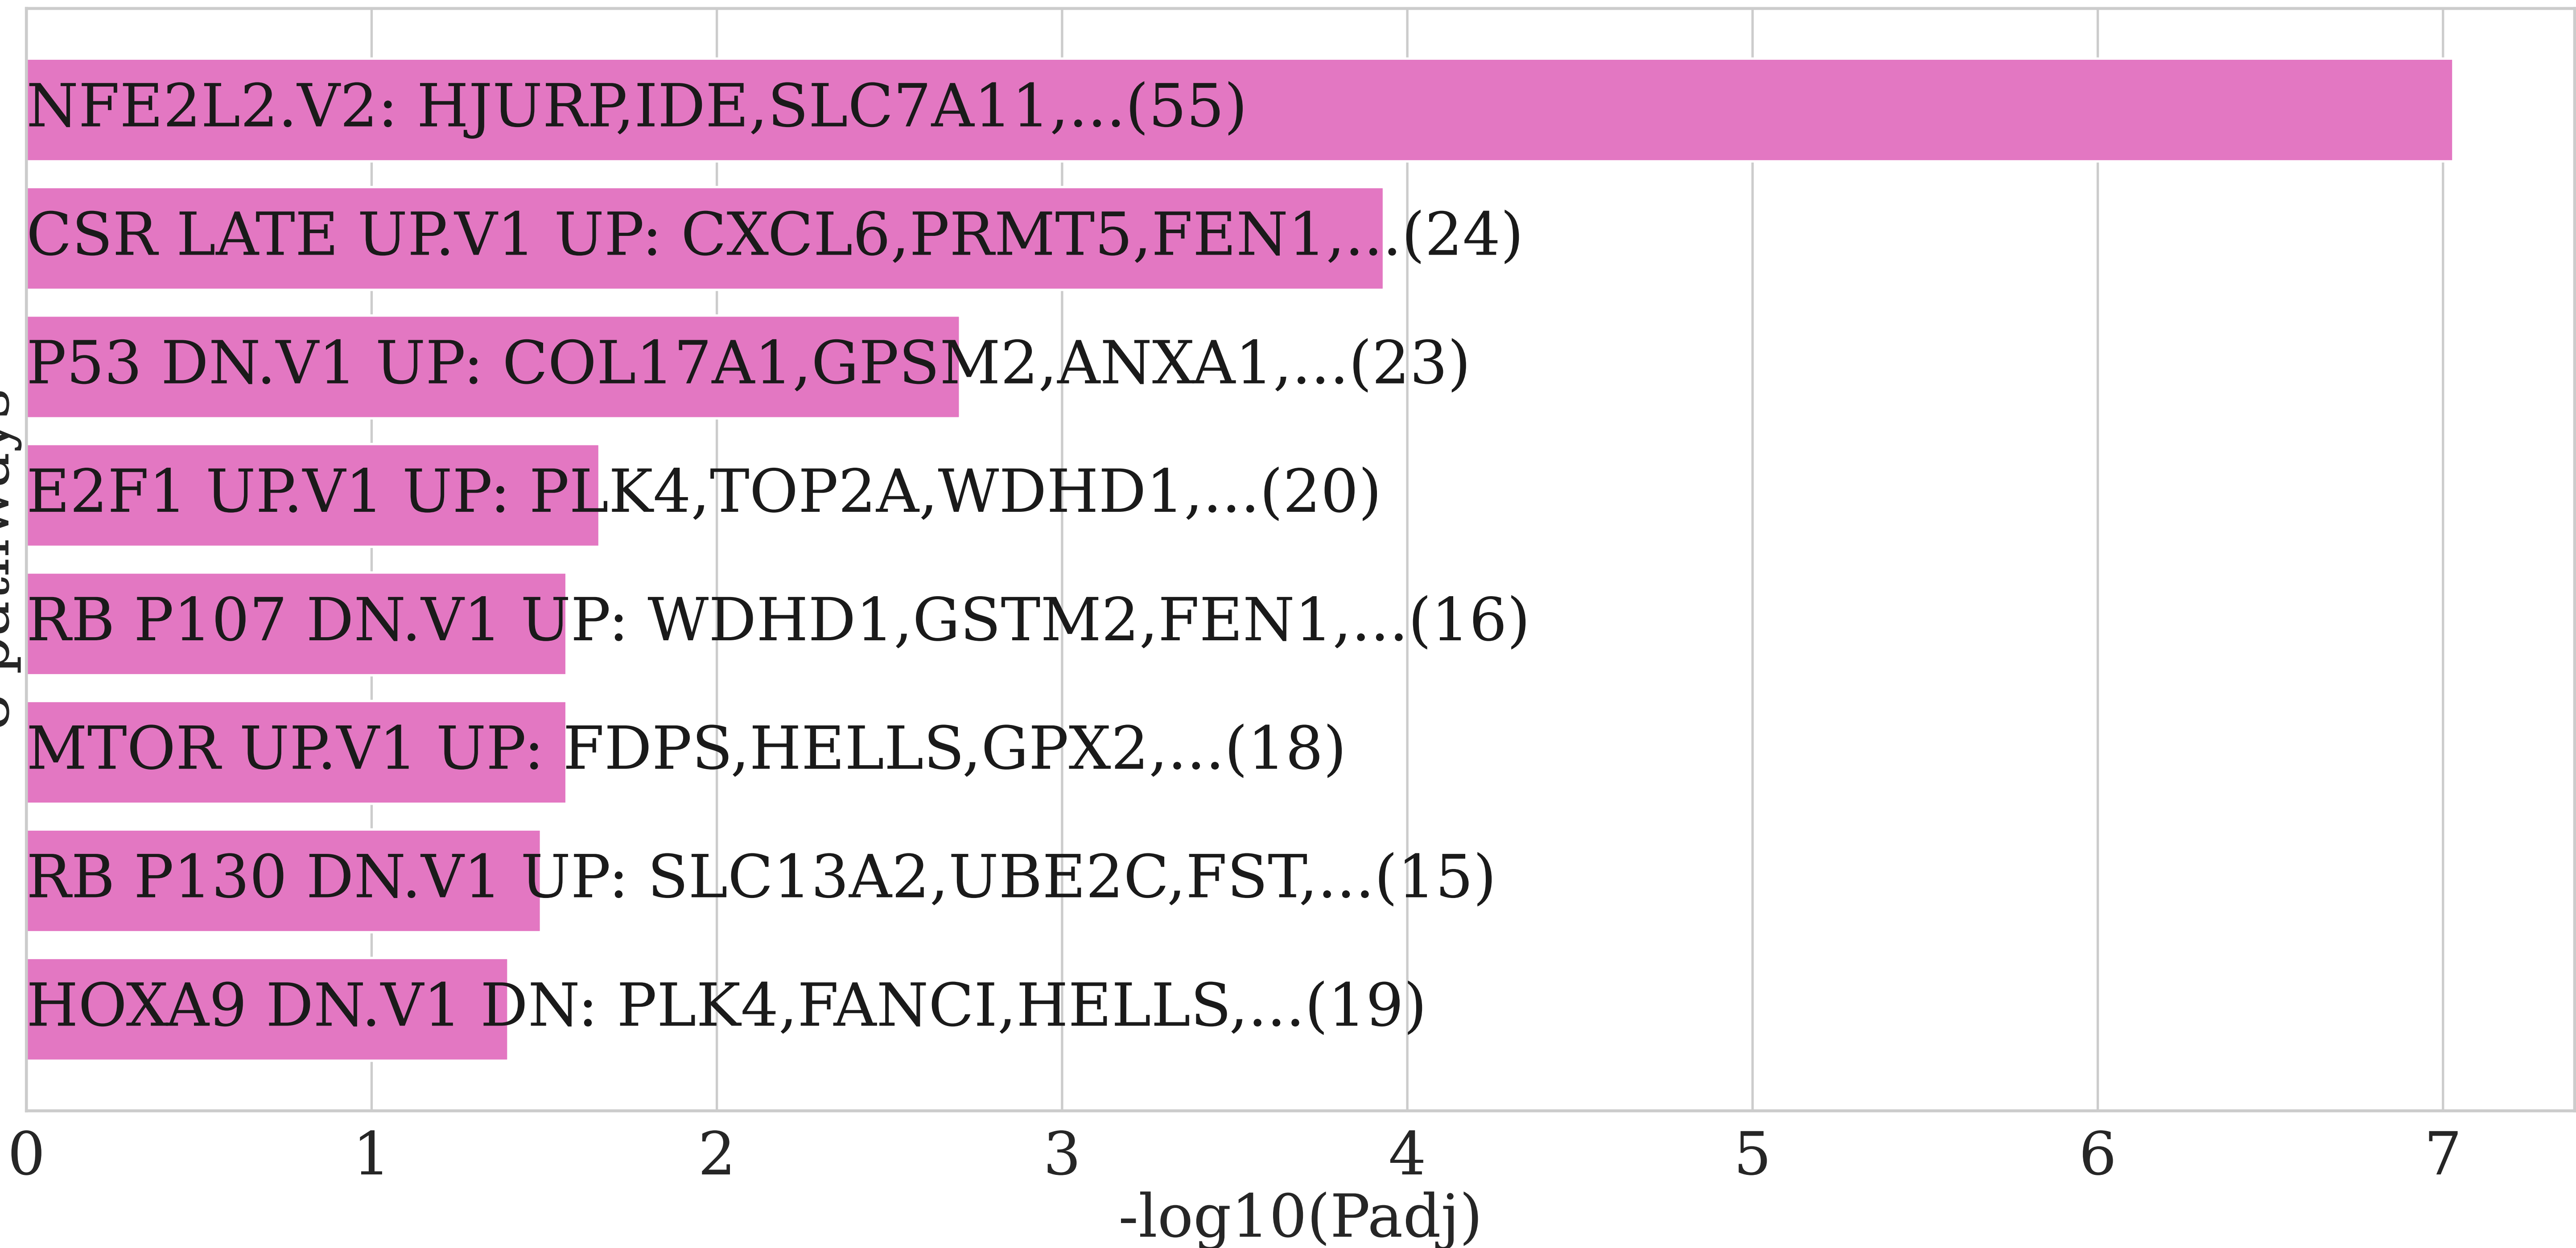 NFE2L2.V2: HJURP,IDE,SLC7A11,...(55)
CSR LATE UP.V1 UP: CXCL6,PRMT5,FEN1,...(24)
P53 DN.V1 UP: COL17A1,GPSM2,ANXA1,...(23)
E2F1 UP.V1 UP: PLK4,TOP2A,WDHD1,...(20)
RB P107 DN.V1 UP: WDHD1,GSTM2,FEN1,...(16)
MTOR UP.V1 UP: FDPS,HELLS,GPX2,...(18)
RB P130 DN.V1 UP: SLC13A2,UBE2C,FST,...(15)
HOXA9 DN.V1 DN: PLK4,FANCI,HELLS,...(19)
0 1 2 3 4 5 6 7
-log10(Padj)